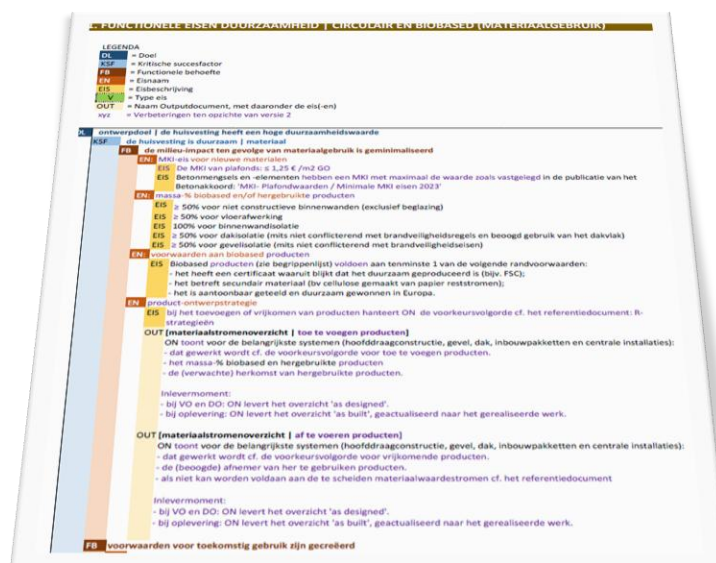 C. FUNCTIONELE EISEN DUURZAAMHEID | CIRCULAIR EN BIOBASED (MATERIAALGEBRUIK)
LEGENDA
DL = Doel
KSF = Kritische succesfactor
FB = Functionele behoefte
EN = Eisnaam
EIS = Eisbeschrijving
V = Type eis
OUT = Naam Outputdocument, met daaronder de eis(-en)
xyz = Verbeteringen ten opzichte van versie 2
DL ontwerpdoel | de huisvesting heeft een hoge duurzaamheidswaarde
KSF de huisvesting is duurzaam | materiaal
FB de milieu-impact ten gevolge van materiaalgebruik is geminimaliseerd
EN: MKI-eis voor nieuwe materialen
EIS De MKI van plafonds: ≤ 1,25 € /m2 GO
EIS Betonmengsels en -elementen hebben een MKI met maximaal de waarde zoals vastgelegd in de publicatie van het
Betonakkoord: 'MKI- Plafondwaarden / Minimale MKI eisen 2023'
EN: massa-% biobased en/of hergebruikte producten
EIS ≥ 50% voor niet constructieve binnenwanden (exclusief beglazing)
EIS ≥ 50% voor vloerafwerking
EIS 100% voor binnenwandisolatie
EIS ≥ 50% voor dakisolatie (mits niet conflicterend met brandveiligheidsregels en beoogd gebruik van het dakvlak)
EIS ≥ 50% voor gevelisolatie (mits niet conflicterend met brandveiligheidseisen)
EN: voorwaarden aan biobased producten
EIS Biobased producten (zie begrippenlijst) voldoen aan tenminste 1 van de volgende randvoorwaarden:
- het heeft een certificaat waaruit blijkt dat het duurzaam geproduceerd is (bijv. FSC);
- het betreft secundair materiaal (bv cellulose gemaakt van papier reststromen);
- het is aantoonbaar geteeld en duurzaam gewonnen in Europa.
EN product-ontwerpstrategie
EIS bij het toevoegen of vrijkomen van producten hanteert ON de voorkeursvolgorde cf. het referentiedocument: R-
strategieën
OUT [materiaalstromenoverzicht | toe te voegen producten]
ON toont voor de belangrijkste systemen (hoofddraagconstructie, gevel, dak, inbouwpakketten en centrale installaties):
- dat gewerkt wordt cf. de voorkeursvolgorde voor toe te voegen producten.
- het massa-% biobased en hergebruikte producten
- de (verwachte) herkomst van hergebruikte producten.
Inlevermoment:
- bij VO en DO: ON levert het overzicht 'as designed'.
- bij oplevering: ON levert het overzicht 'as built', geactualiseerd naar het gerealiseerde werk.
OUT [materiaalstromenoverzicht | af te voeren producten]
ON toont voor de belangrijkste systemen (hoofddraagconstructie, gevel, dak, inbouwpakketten en centrale installaties):
- dat gewerkt wordt cf. de voorkeursvolgorde voor vrijkomende producten.
- de (beoogde) afnemer van her te gebruiken producten.
- als niet kan worden voldaan aan de te scheiden materiaalwaardestromen cf. het referentiedocument
Inlevermoment:
- bij VO en DO: ON levert het overzicht 'as designed'.
- bij oplevering: ON levert het overzicht 'as built', geactualiseerd naar het gerealiseerde werk.
FB voorwaarden voor toekomstig gebruik zijn gecreëerd